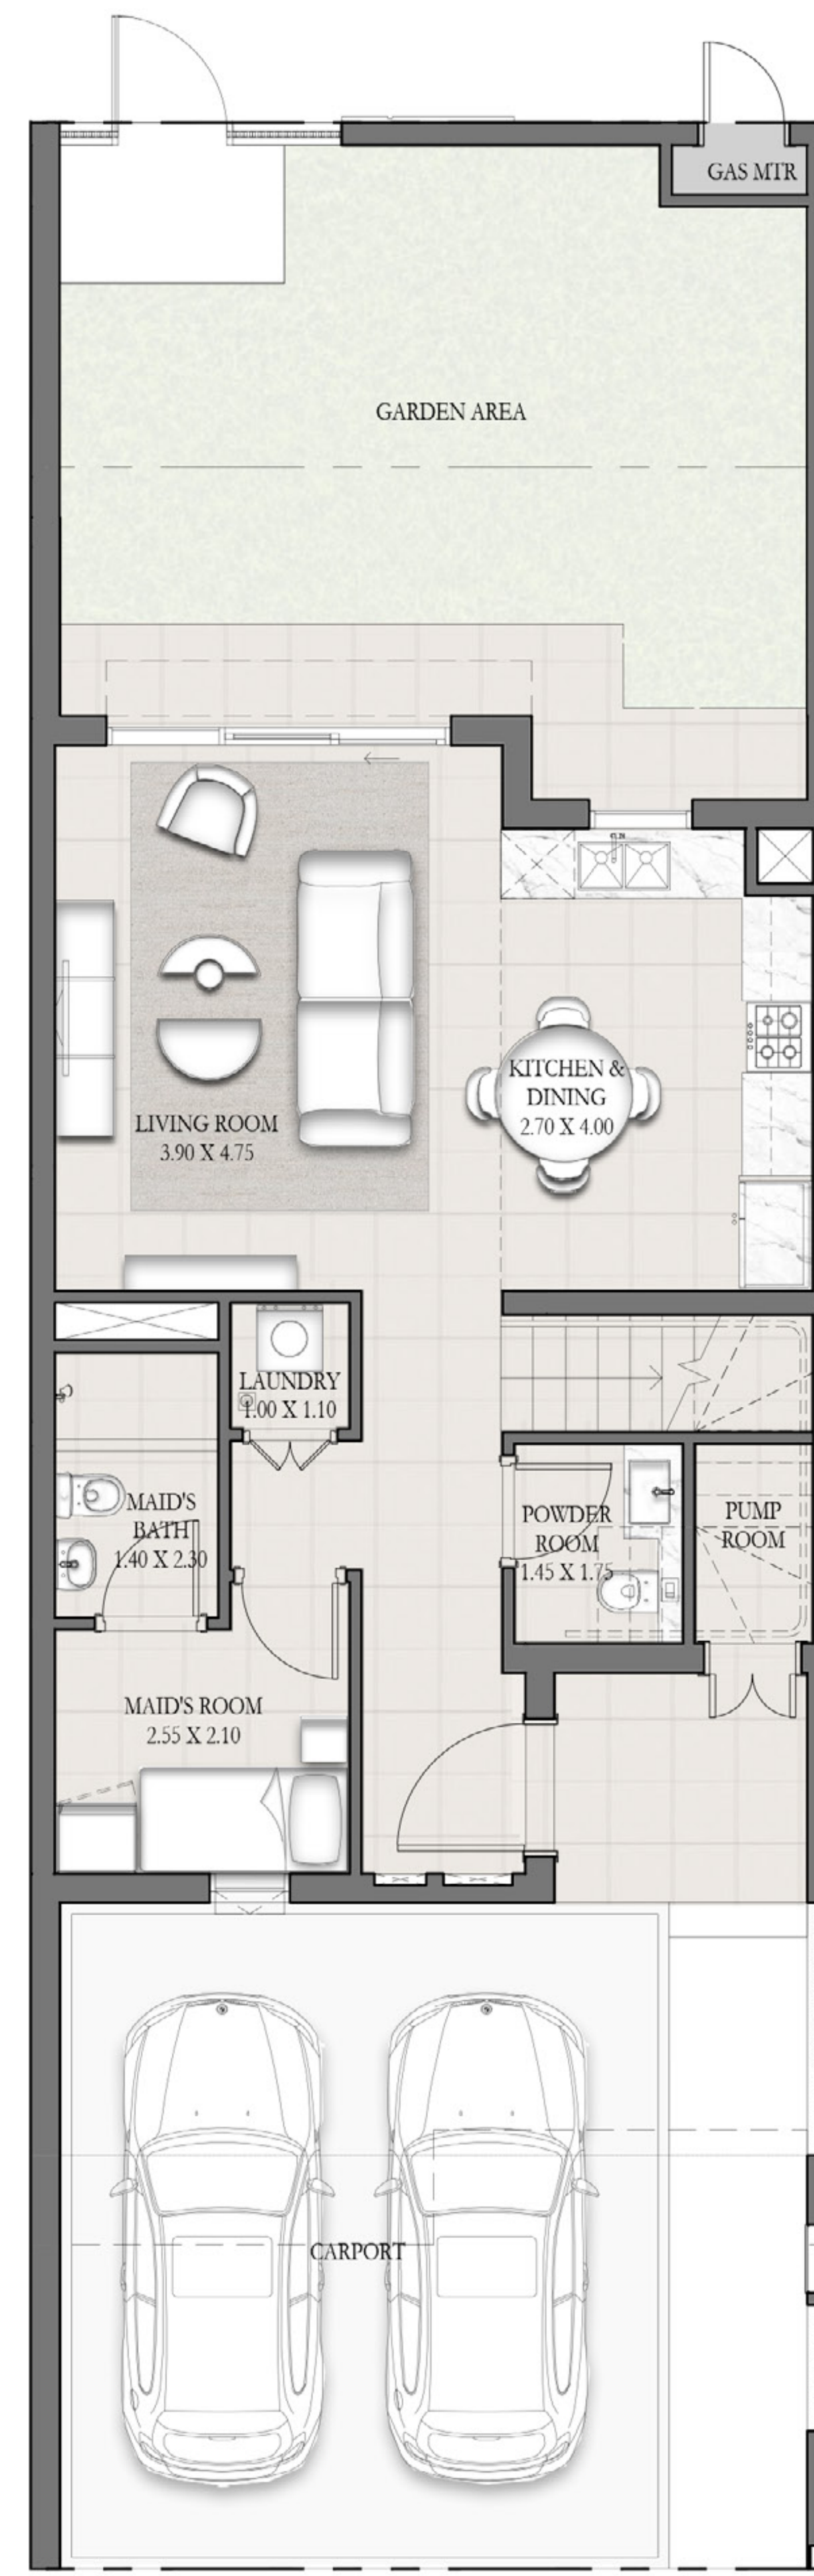 GAS MTR
GARDEN AREA
KITCHEN &
DINING
2.70 X 4.00
LIVING ROOM
3.90 X 4.75
LAUNDRY
1.00 X 1.10
MAID'S
BATH
1.40 X 2.30
POWDER
ROOM
1.45 X 1.75
PUMP
ROOM
MAID'S ROOM
2.55 X 2.10
CARPORT